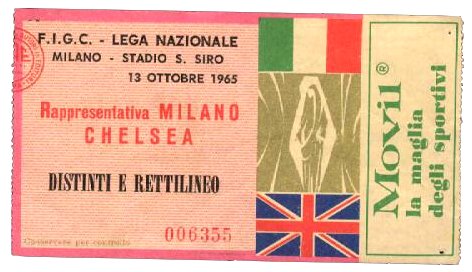 F.I.G.C. - LEGA NAZIONALE
MILANO - STADIO S. SIRO
13 OTTOBRE 1965
Rappresentativa MILANO
CHELSEA
DISTINTI E RETTILINEO
Conservare per controllo
006355
Movil®
la maglia
degli sportivi